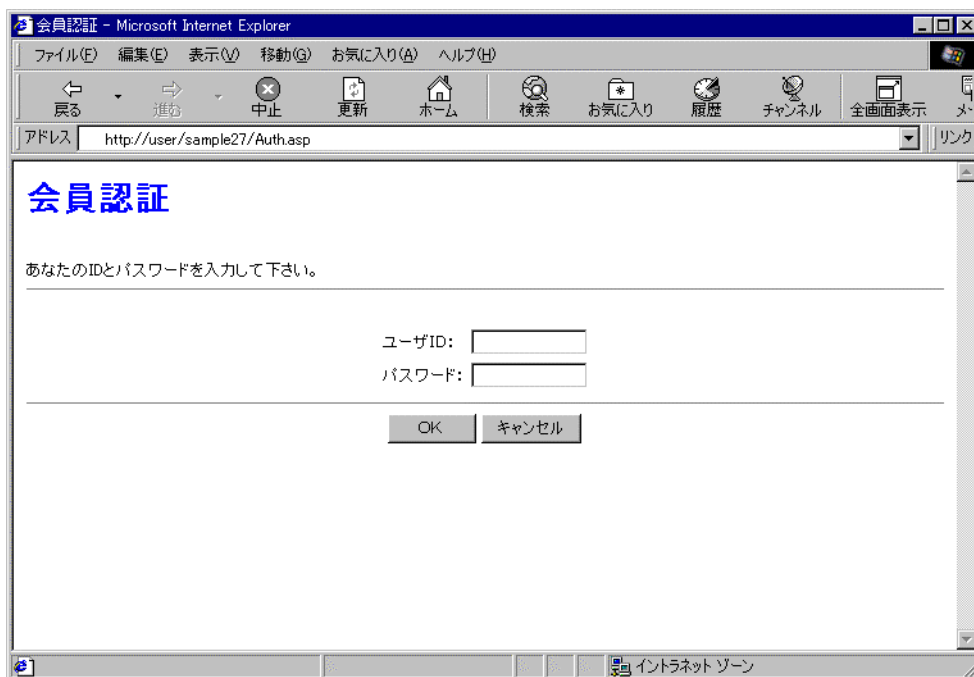 会員認証 - Microsoft Internet Explorer
ファイル(F) 編集(E) 表示(V) 移動(G) お気に入り(A) ヘルプ(H)
戻る 進む 中止 更新 ホーム 検索 お気に入り 履歴 チャンネル 全画面表示 メー
アドレス http://user/sample27/Auth.asp リンク
会員認証
あなたのIDとパスワードを入力して下さい。
ユーザID:
パスワード:
OK キャンセル
イントラネット ゾーン